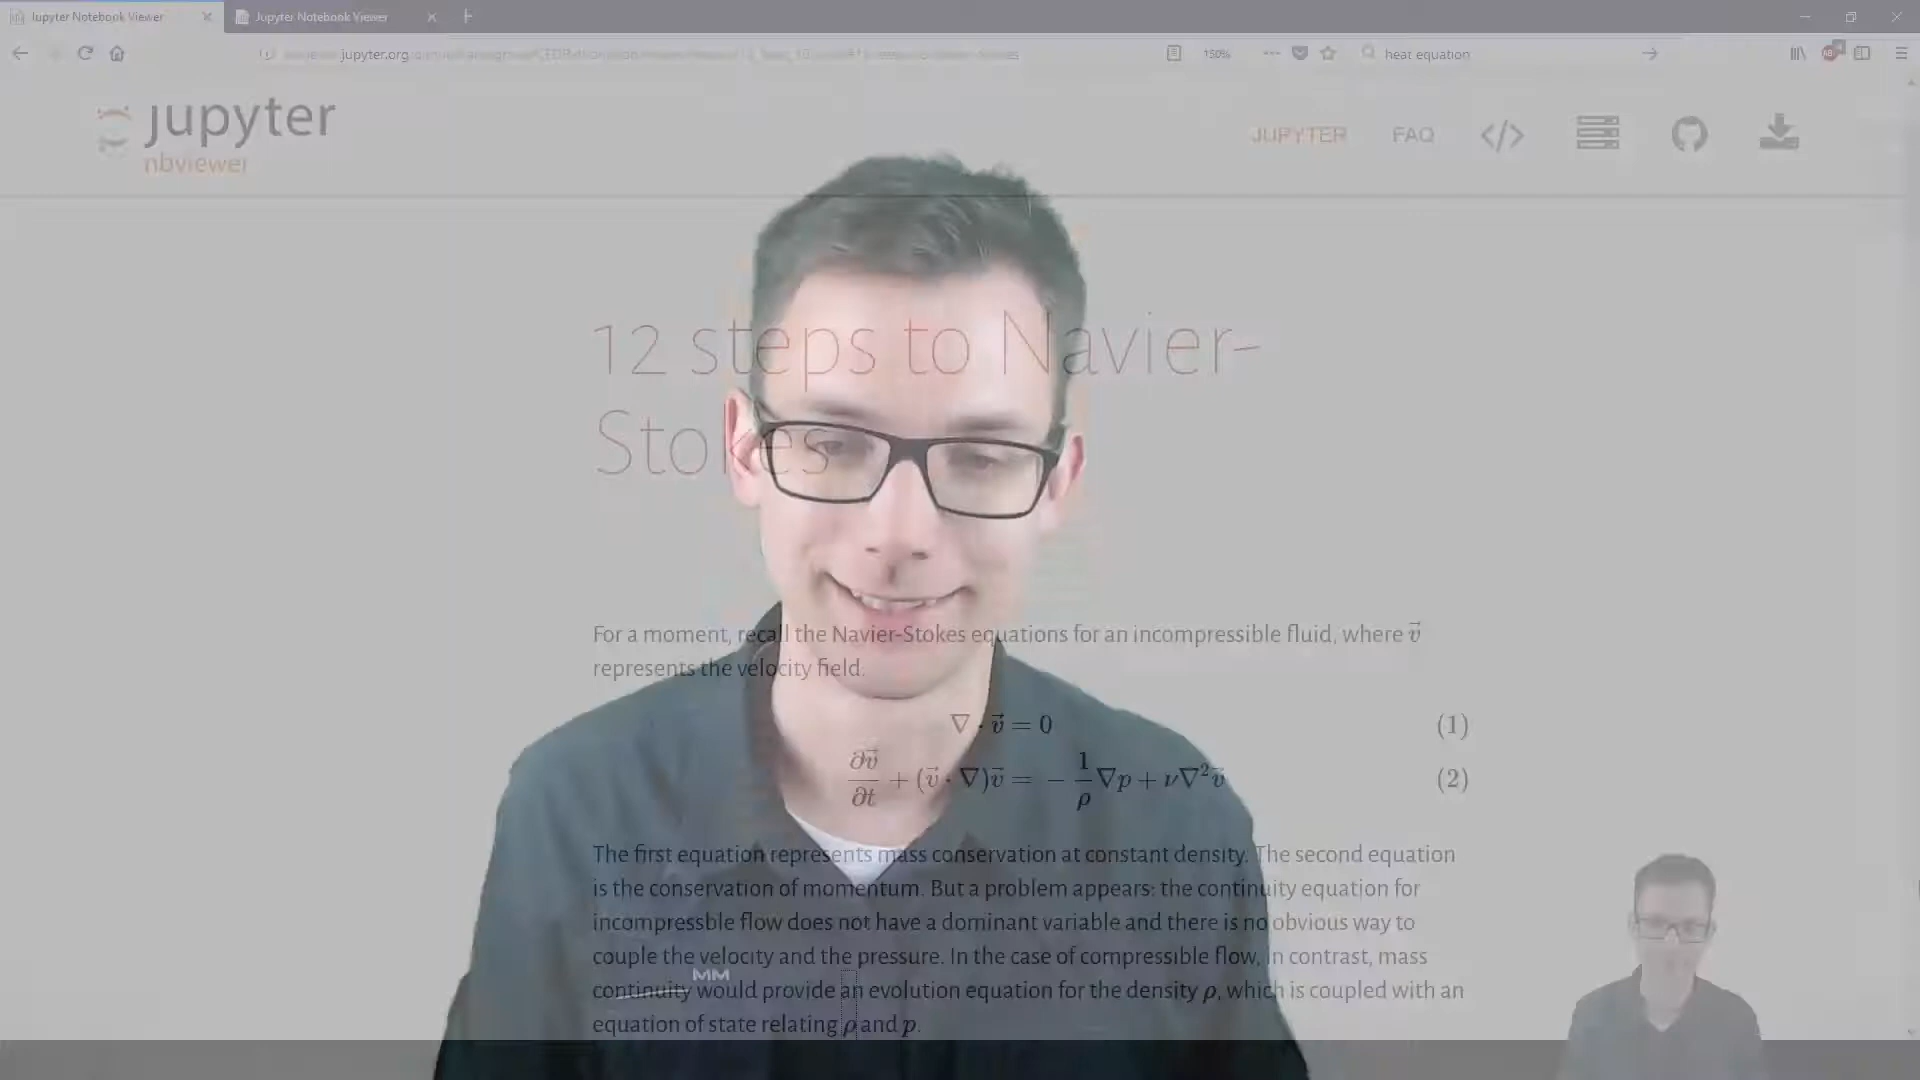 Jupyter Notebook Viewer
Jupyter Notebook Viewer
jupyter.org
150%
heat equation
jupyter
nbviewer
JUPYTER
FAQ
12 steps to Navier-
Stokes
For a moment, recall the Navier-Stokes equations for an incompressible fluid, where v⃗
represents the velocity field.
∇ · v⃗ = 0 (1)
∂v⃗/∂t + (v⃗ · ∇)v⃗ = − 1/ρ ∇p + ν∇²v⃗ (2)
The first equation represents mass conservation at constant density. The second equation
is the conservation of momentum. But a problem appears: the continuity equation for
incompressble flow does not have a dominant variable and there is no obvious way to
couple the velocity and the pressure. In the case of compressible flow, in contrast, mass
continuity would provide an evolution equation for the density ρ, which is coupled with an
equation of state relating ρ and p.
MM